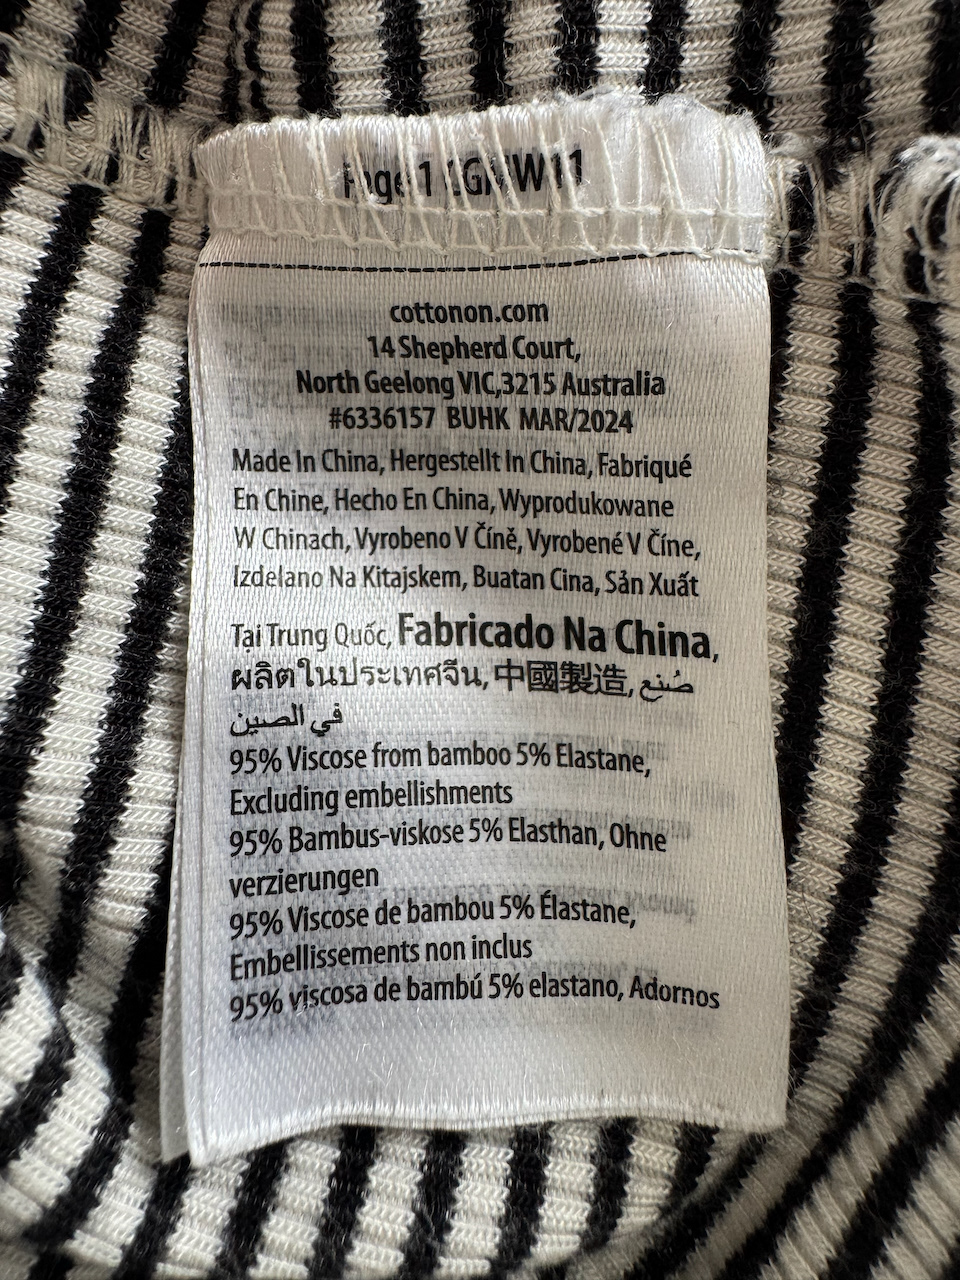 Page 1
cottonon.com
14 Shepherd Court,
North Geelong VIC,3215 Australia
#6336157 BUHK MAR/2024
Made In China, Hergestellt In China, Fabriqué
En Chine, Hecho En China, Wyprodukowane
W Chinach, Vyrobeno V Číně, Vyrobené V Číne,
Izdelano Na Kitajskem, Buatan Cina, Sản Xuất
Tại Trung Quốc, Fabricado Na China,
ผลิตในประเทศจีน, 中國製造, صُنع
في الصين
95% Viscose from bamboo 5% Elastane,
Excluding embellishments
95% Bambus-viskose 5% Elasthan, Ohne
verzierungen
95% Viscose de bambou 5% Élastane,
Embellissements non inclus
95% viscosa de bambú 5% elastano, Adornos